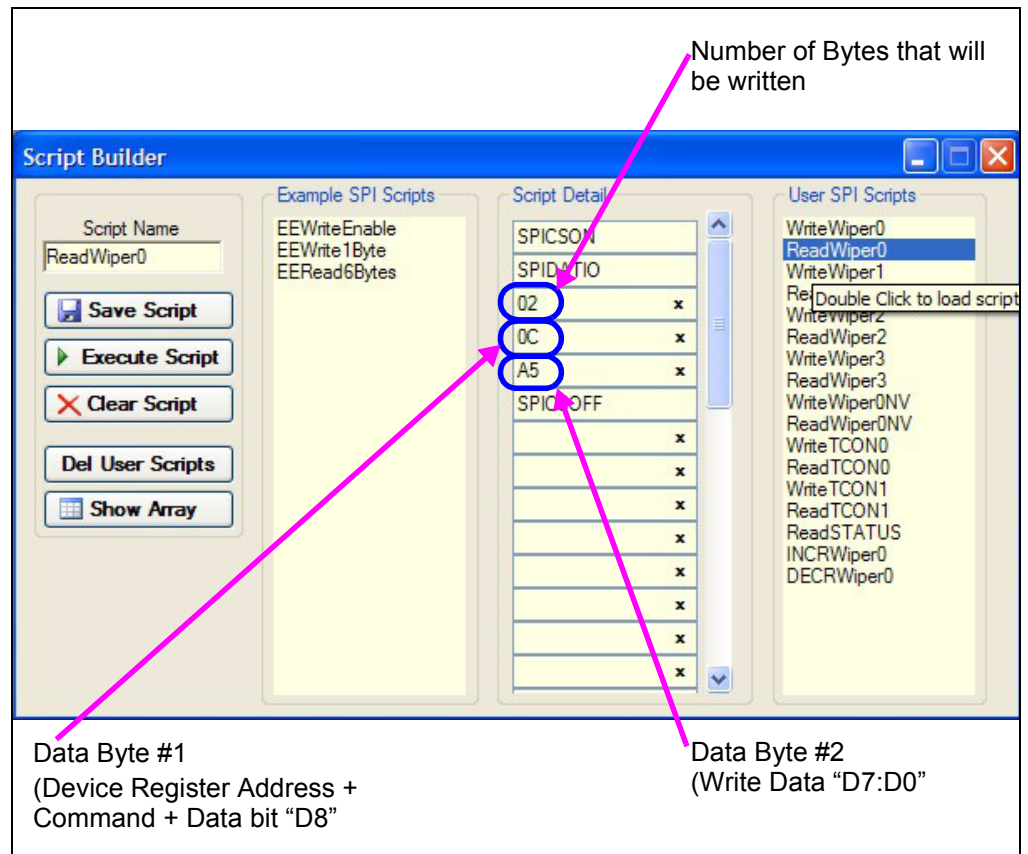 Number of Bytes that will
be written
Script Builder
Script Name
ReadWiper0
Save Script
Execute Script
Clear Script
Del User Scripts
Show Array
Example SPI Scripts
EEWriteEnable
EEWrite1Byte
EERead6Bytes
Script Detail
SPICSON
SPIDATIO
02 x
0C x
A5 x
SPICSOFF
x
x
x
x
x
x
x
x
User SPI Scripts
WriteWiper0
ReadWiper0
WriteWiper1
Double Click to load script
WriteWiper2
ReadWiper2
WriteWiper3
ReadWiper3
WriteWiper0NV
ReadWiper0NV
WriteTCON0
ReadTCON0
WriteTCON1
ReadTCON1
ReadSTATUS
INCRWiper0
DECRWiper0
Data Byte #1
(Device Register Address +
Command + Data bit “D8”
Data Byte #2
(Write Data “D7:D0”